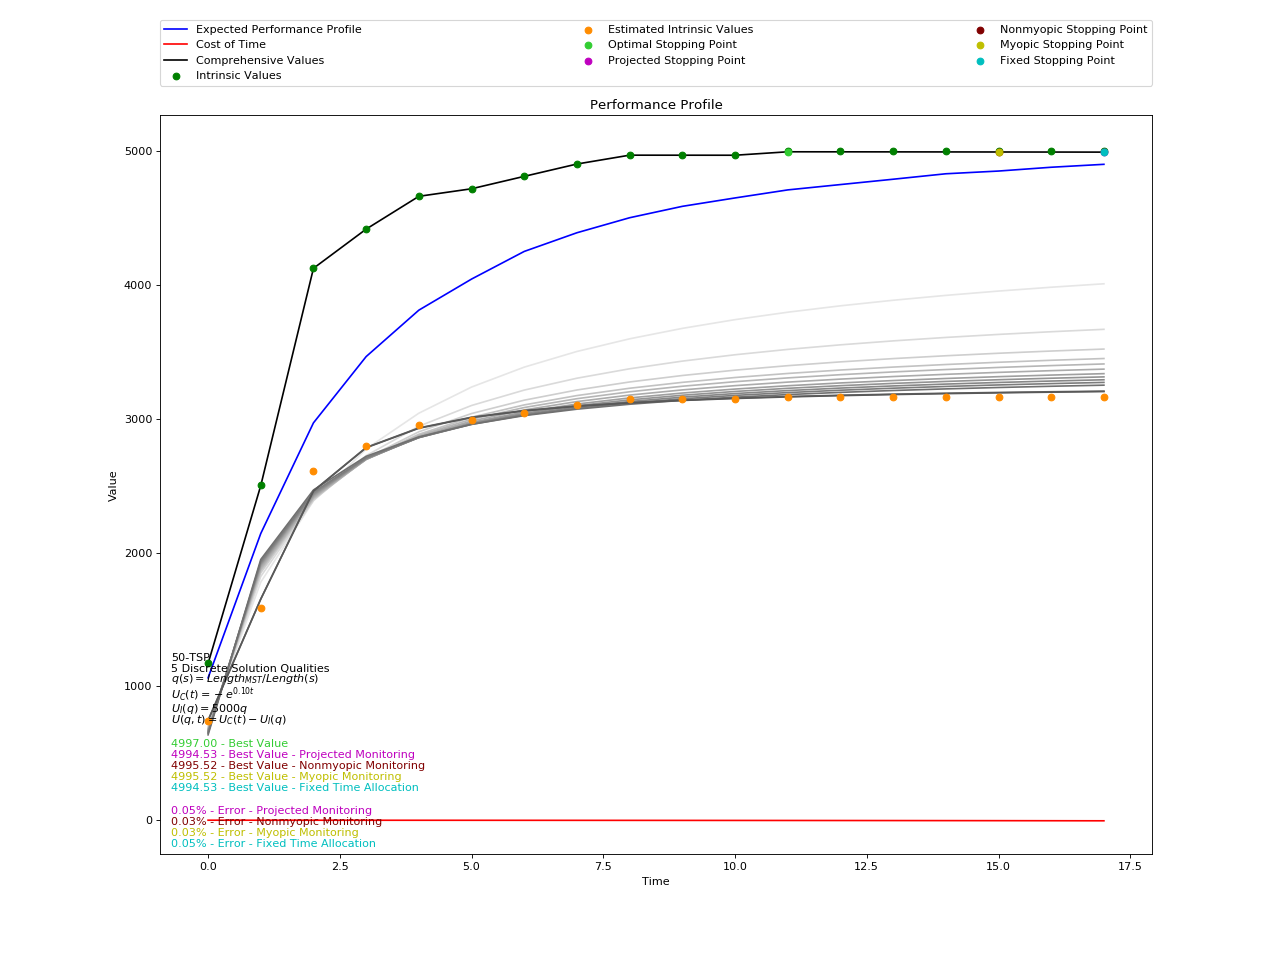 Expected Performance Profile
Cost of Time
Comprehensive Values
Intrinsic Values
Estimated Intrinsic Values
Optimal Stopping Point
Projected Stopping Point
Nonmyopic Stopping Point
Myopic Stopping Point
Fixed Stopping Point
Performance Profile
Value
5000
4000
3000
2000
1000
0
50-TSP
5 Discrete Solution Qualities
q(s) = Length_{MST}/Length(s)
U_C(t) = −e^{0.10t}
U_I(q) = 5000q
U(q, t) = U_C(t) − U_I(q)
4997.00 - Best Value
4994.53 - Best Value - Projected Monitoring
4995.52 - Best Value - Nonmyopic Monitoring
4995.52 - Best Value - Myopic Monitoring
4994.53 - Best Value - Fixed Time Allocation
0.05% - Error - Projected Monitoring
0.03% - Error - Nonmyopic Monitoring
0.03% - Error - Myopic Monitoring
0.05% - Error - Fixed Time Allocation
0.0 2.5 5.0 7.5 10.0 12.5 15.0 17.5
Time